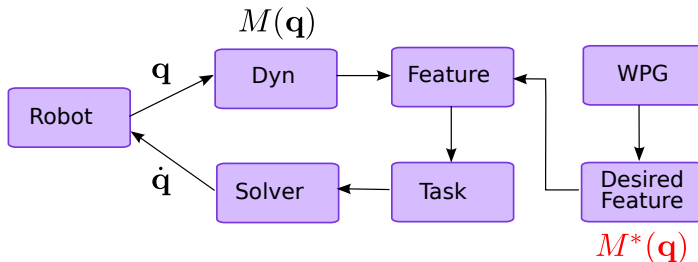 M(q)
q
Dyn
Feature
WPG
Robot
q̇
Solver
Task
Desired
Feature
M*(q)